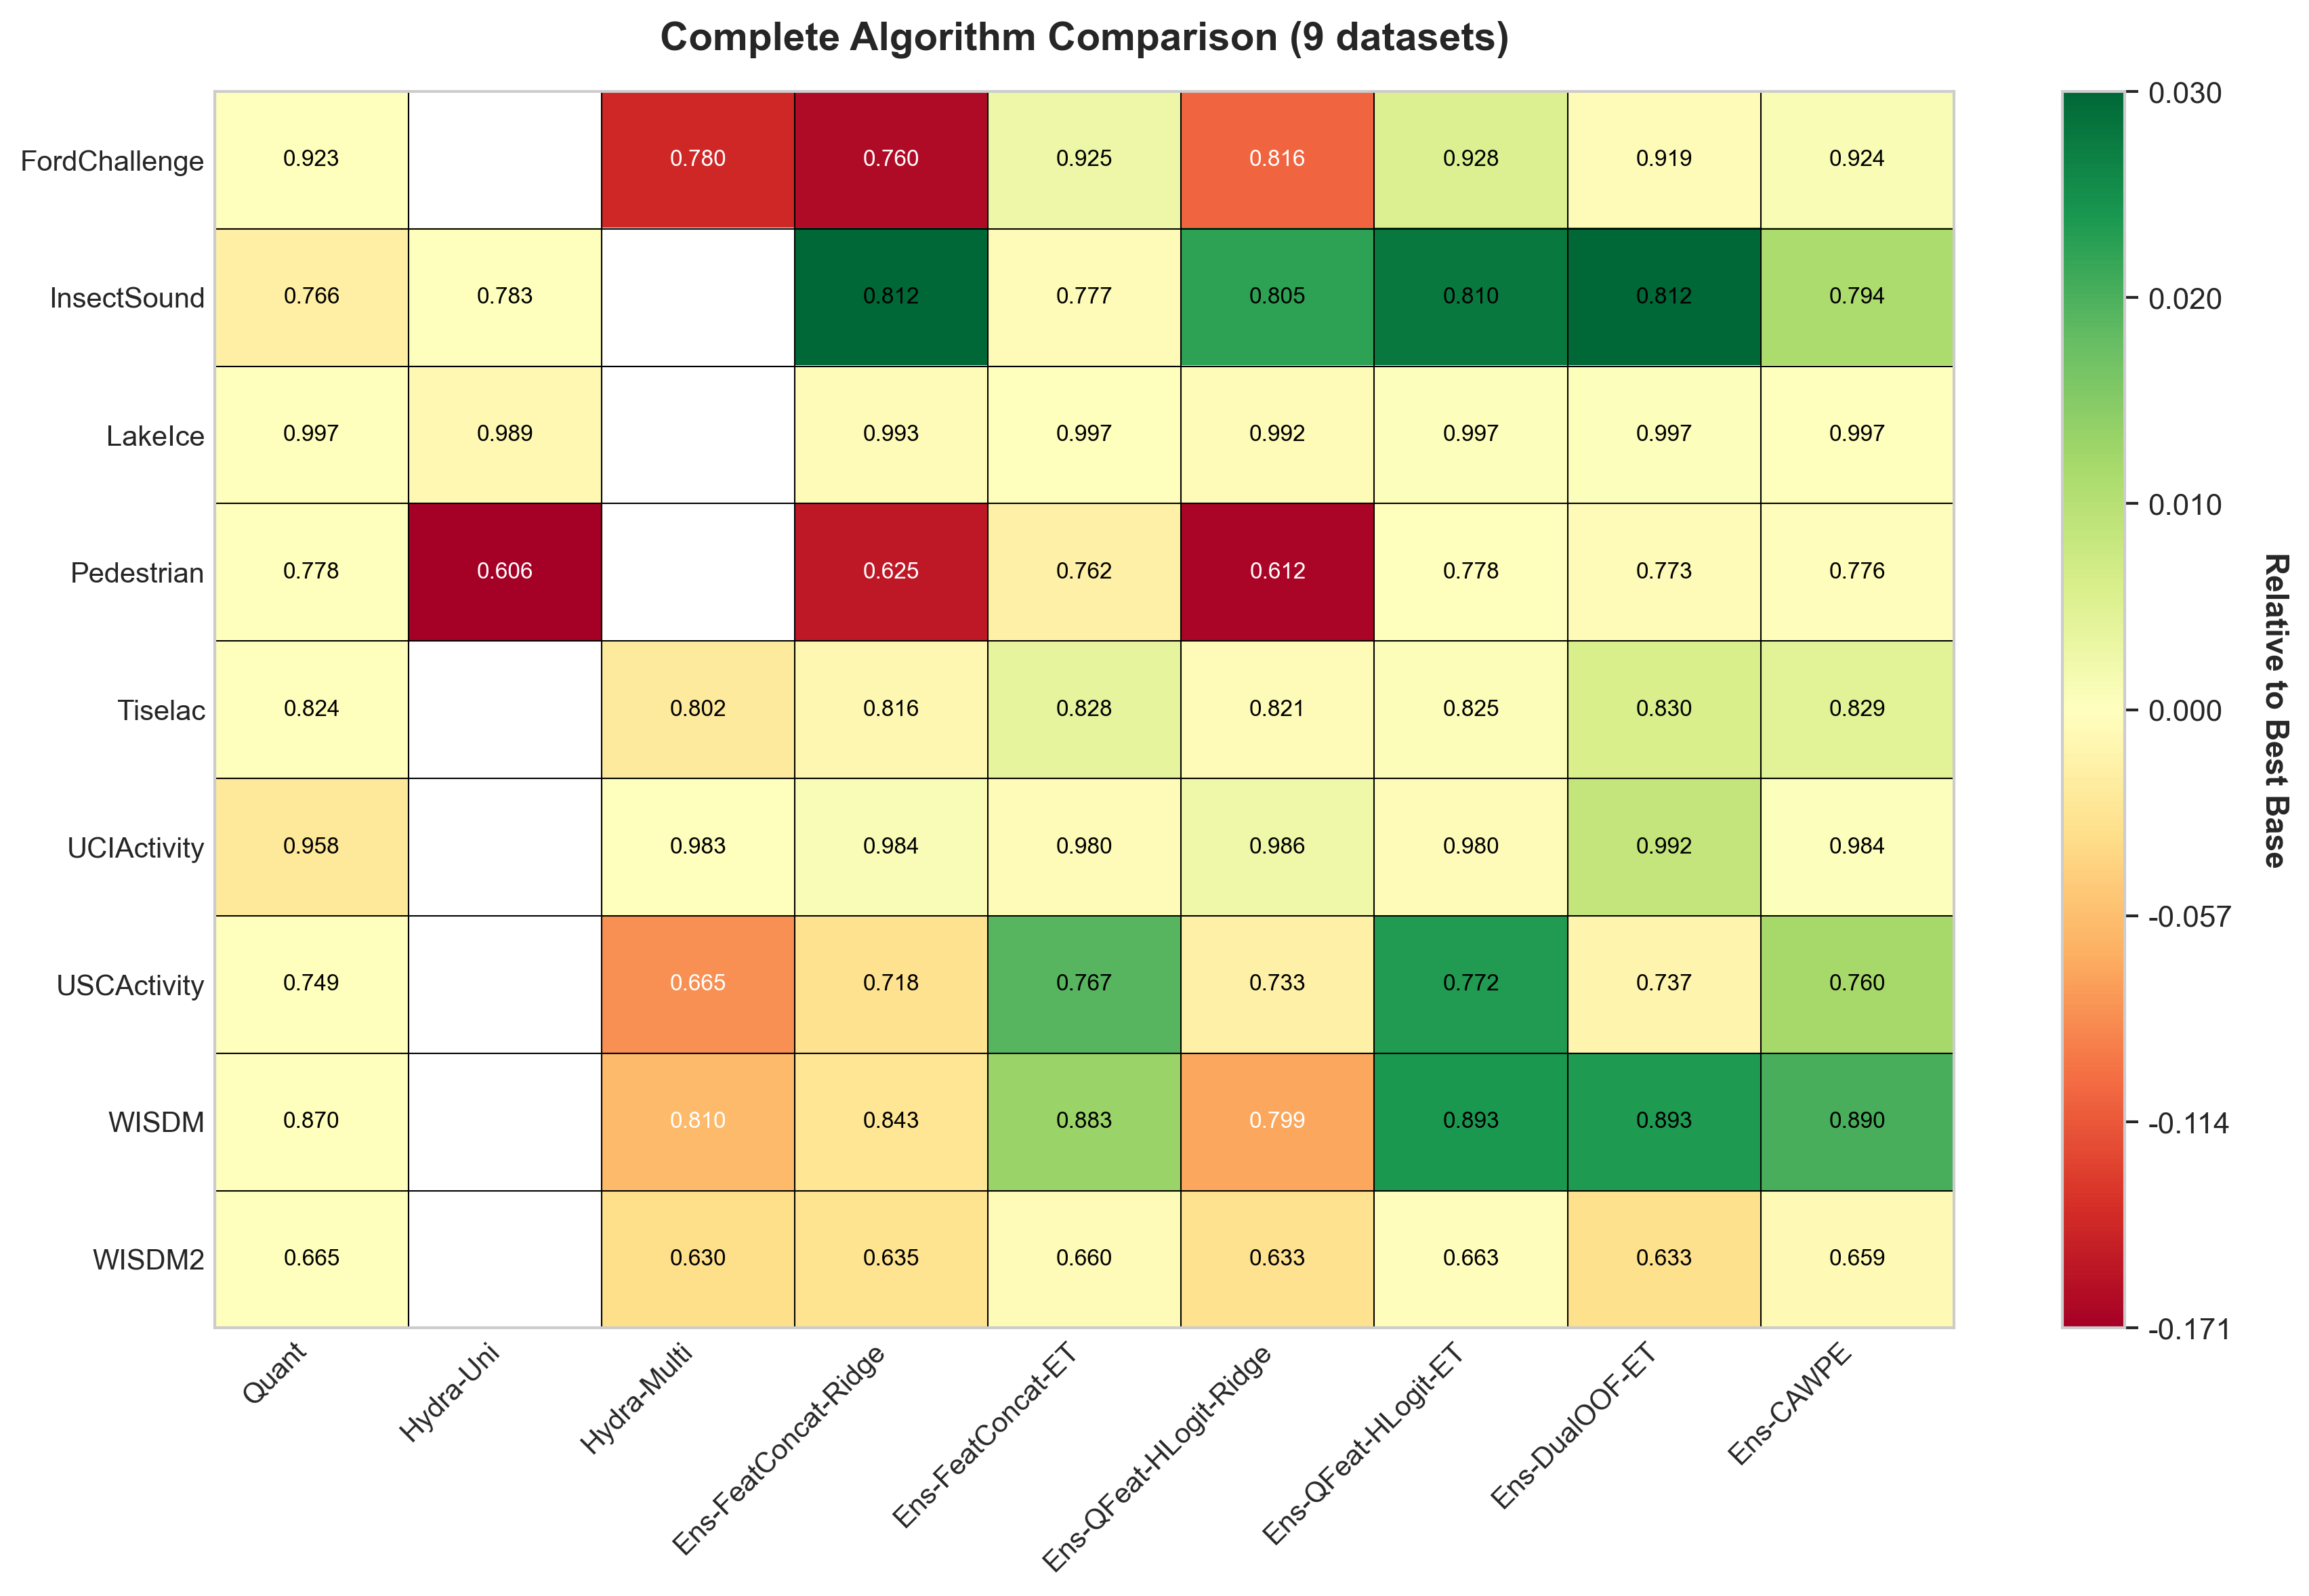 Complete Algorithm Comparison (9 datasets)
FordChallenge 0.923 0.780 0.760 0.925 0.816 0.928 0.919 0.924
InsectSound 0.766 0.783 0.812 0.777 0.805 0.810 0.812 0.794
LakeIce 0.997 0.989 0.993 0.997 0.992 0.997 0.997 0.997
Pedestrian 0.778 0.606 0.625 0.762 0.612 0.778 0.773 0.776
Tiselac 0.824 0.802 0.816 0.828 0.821 0.825 0.830 0.829
UCIActivity 0.958 0.983 0.984 0.980 0.986 0.980 0.992 0.984
USCActivity 0.749 0.665 0.718 0.767 0.733 0.772 0.737 0.760
WISDM 0.870 0.810 0.843 0.883 0.799 0.893 0.893 0.890
WISDM2 0.665 0.630 0.635 0.660 0.633 0.663 0.633 0.659
Quant
Hydra-Uni
Hydra-Multi
Ens-FeatConcat-Ridge
Ens-FeatConcat-ET
Ens-QFeat-HLogit-Ridge
Ens-QFeat-HLogit-ET
Ens-DualOOF-ET
Ens-CAWPE
0.030
0.020
0.010
0.000
-0.057
-0.114
-0.171
Relative to Best Base